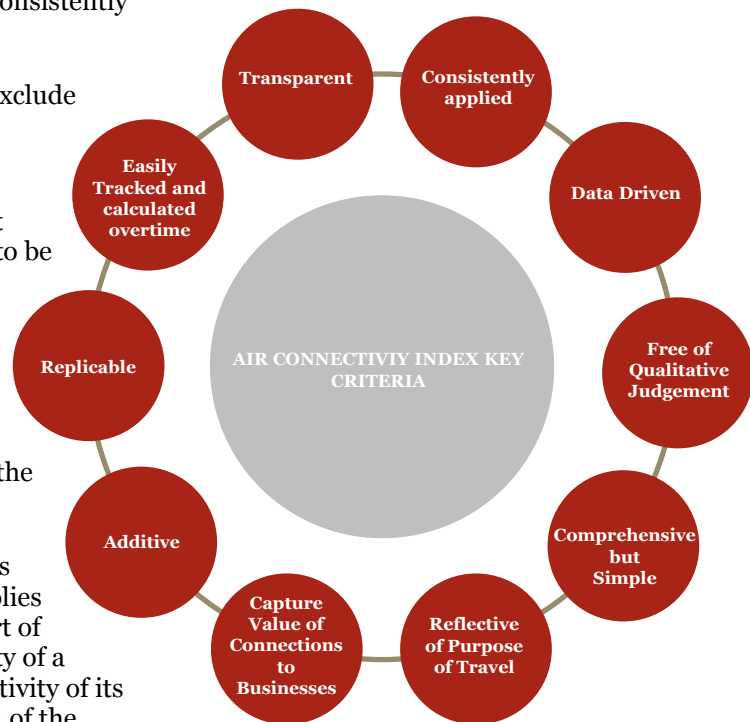 onsistently
xclude
t
to be
the
s
lies
t of
ty of a
tivity of its
of the
Transparent
Consistently
applied
Data Driven
Free of
Qualitative
Judgement
Comprehensive
but
Simple
Reflective
of Purpose
of Travel
Capture
Value of
Connections
to
Businesses
Additive
Replicable
Easily
Tracked and
calculated
overtime
AIR CONNECTIVIY INDEX KEY
CRITERIA